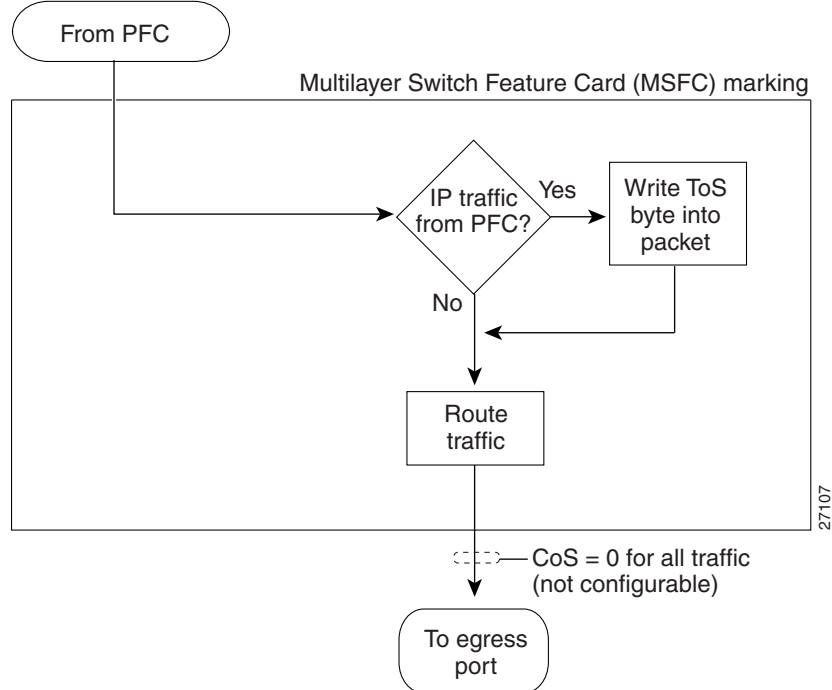 From PFC
Multilayer Switch Feature Card (MSFC) marking
IP traffic
from PFC?
Yes
Write ToS
byte into
packet
No
Route
traffic
27107
CoS = 0 for all traffic
(not configurable)
To egress
port